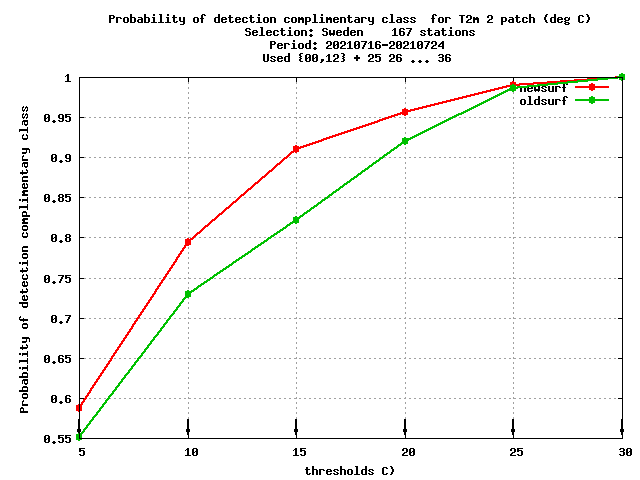 Probability of detection complimentary class  for T2m 2 patch (deg C)
Selection: Sweden    167 stations
Period: 20210716-20210724
Used {00,12} + 25 26 ... 36
Probability of detection complimentary class
1
0.95
0.9
0.85
0.8
0.75
0.7
0.65
0.6
0.55
newsurf
oldsurf
5 10 15 20 25 30
thresholds C)